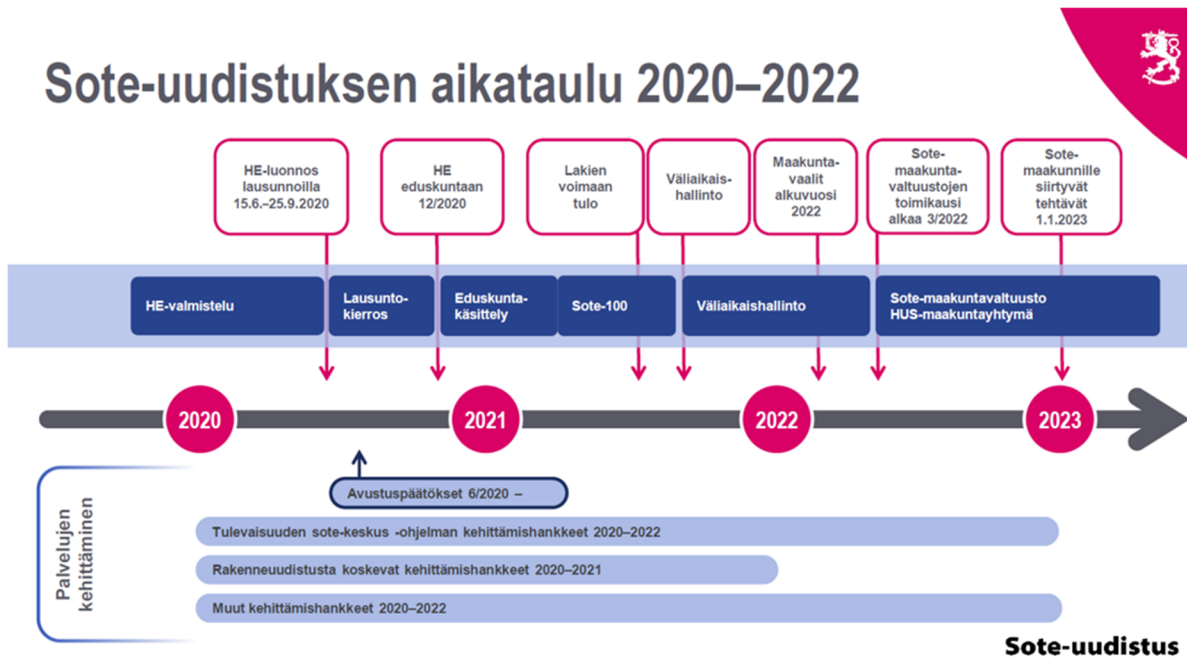 Sote-uudistuksen aikataulu 2020–2022
HE-luonnos
lausunnoilla
15.6.–25.9.2020
HE
eduskuntaan
12/2020
Lakien
voimaan
tulo
Väliaikais-
hallinto
Maakunta-
vaalit
alkuvuosi
2022
Sote-
maakunta-
valtuustojen
toimikausi
alkaa 3/2022
Sote-
maakunnille
siirtyvät
tehtävät
1.1.2023
HE-valmistelu
Lausunto-
kierros
Eduskunta-
käsittely
Sote-100
Väliaikaishallinto
Sote-maakuntavaltuusto
HUS-maakuntayhtymä
2020
2021
2022
2023
Palvelujen
kehittäminen
Avustuspäätökset 6/2020 –
Tulevaisuuden sote-keskus -ohjelman kehittämishankkeet 2020–2022
Rakenneuudistusta koskevat kehittämishankkeet 2020–2021
Muut kehittämishankkeet 2020–2022
Sote-uudistus